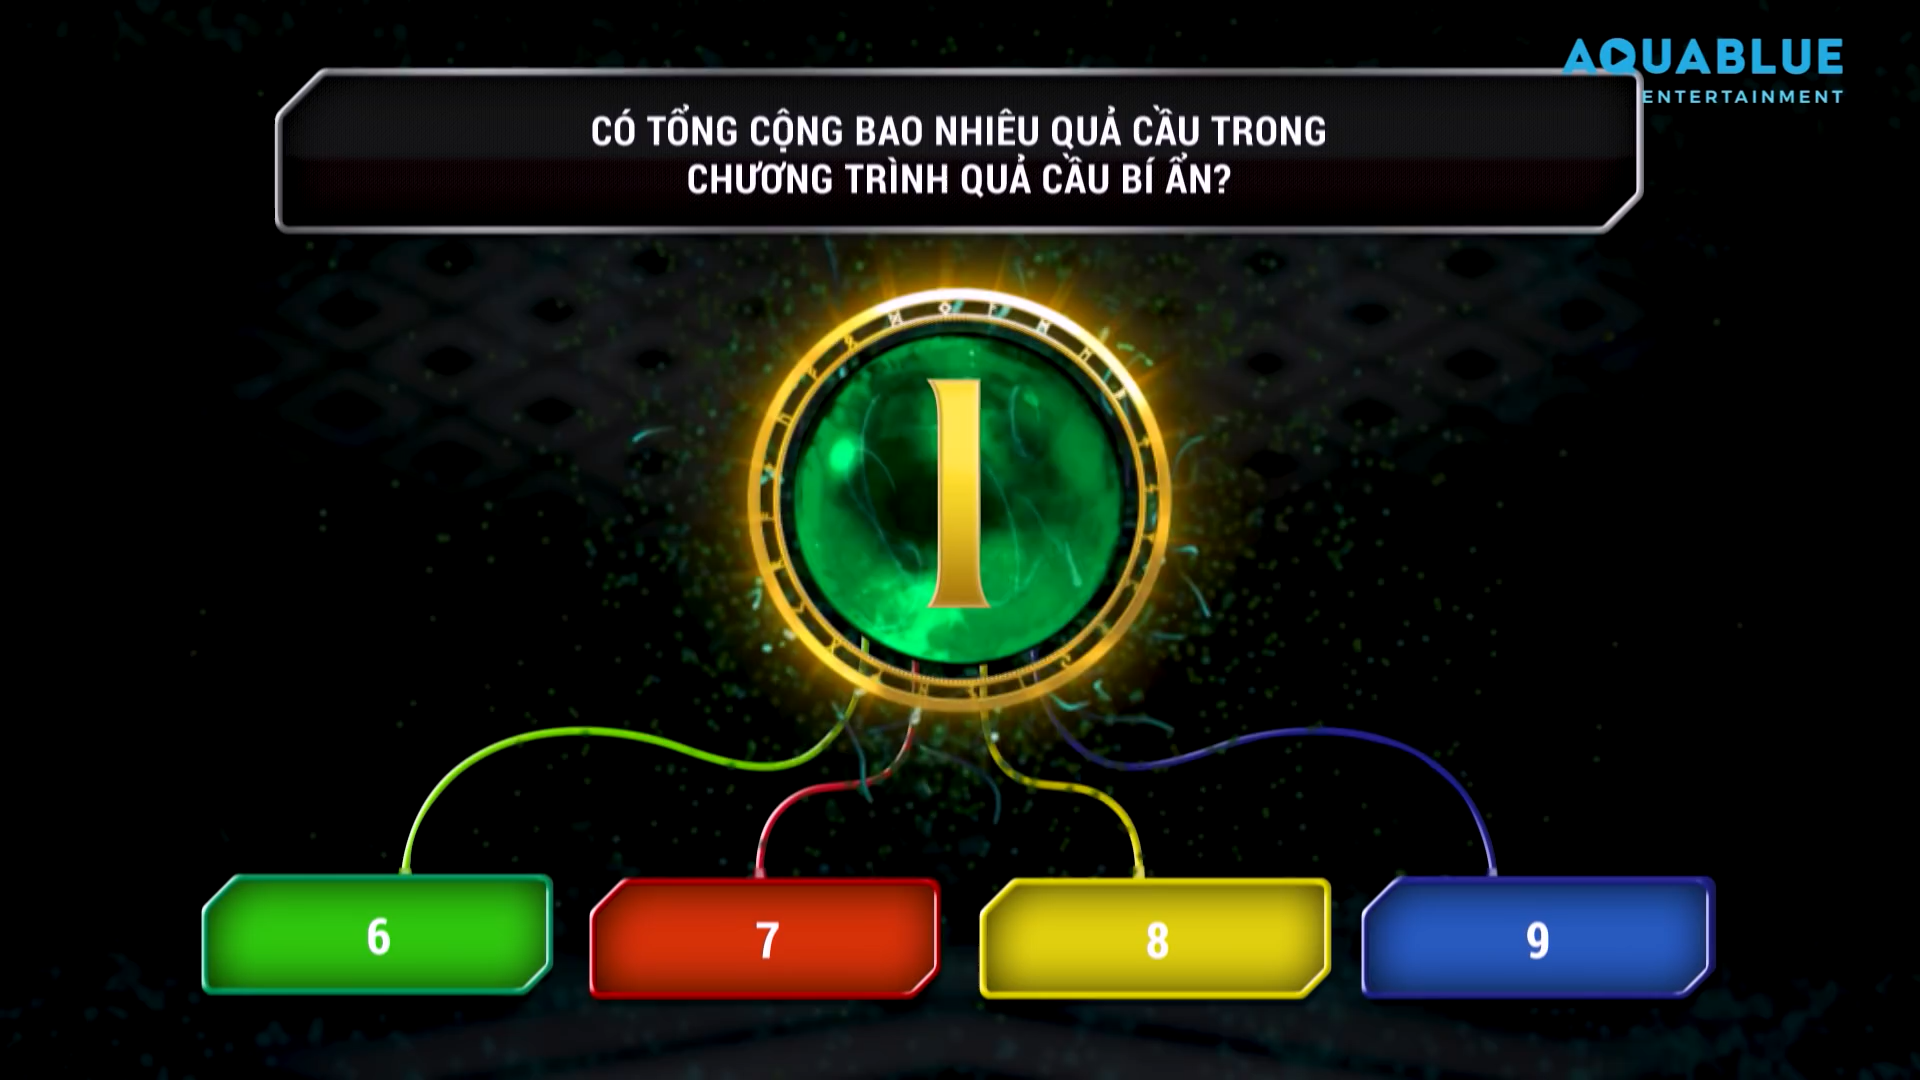 AQUABLUE
ENTERTAINMENT
CÓ TỔNG CỘNG BAO NHIÊU QUẢ CẦU TRONG
CHƯƠNG TRÌNH QUẢ CẦU BÍ ẨN?
I
6
7
8
9